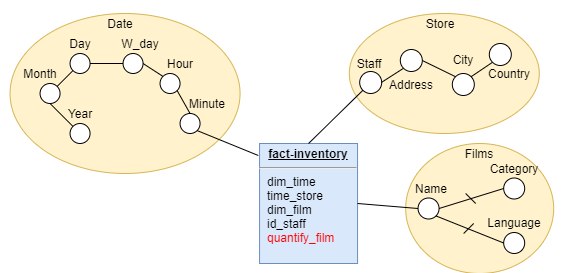 Date
Day
W_day
Hour
Month
Minute
Year
Store
Staff
City
Address
Country
fact-inventory
dim_time
time_store
dim_film
id_staff
quantify_film
Films
Category
Name
Language